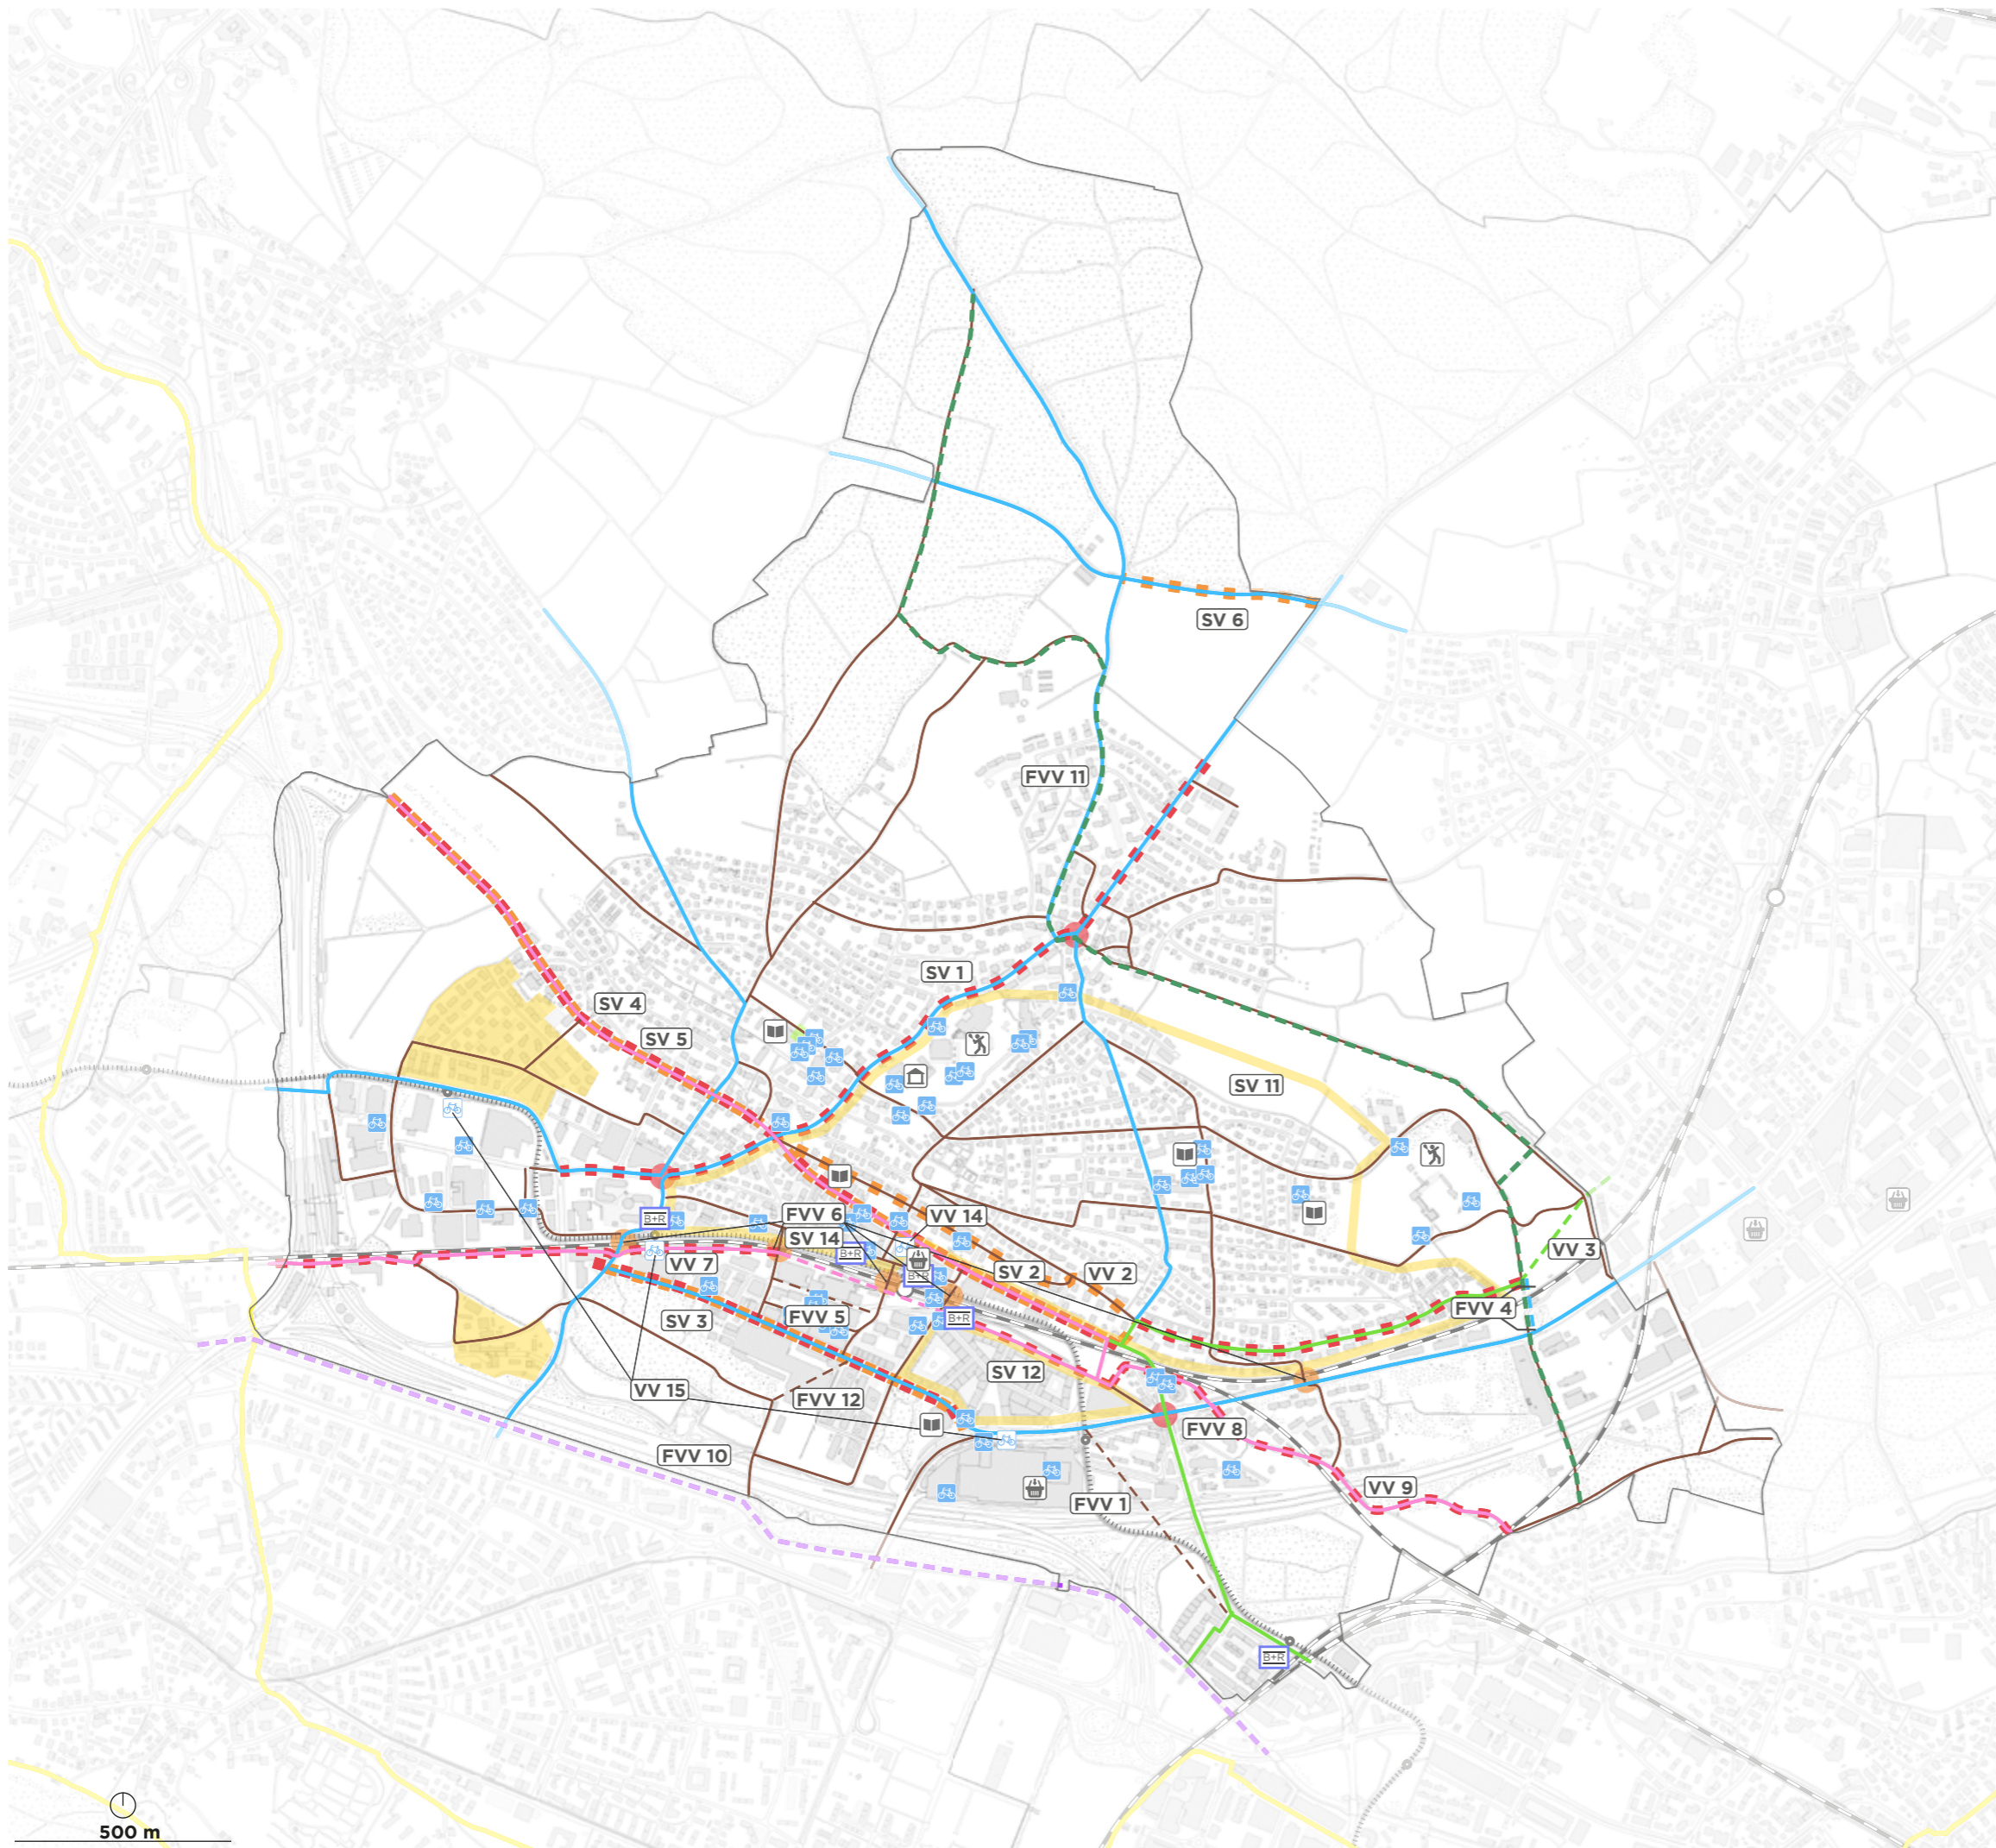 SV 6
FVV 11
SV 1
SV 4
SV 5
SV 11
B+R
FVV 6
VV 14
SV 14
B+R
VV 3
VV 7
SV 2
VV 2
B+R
FVV 4
SV 3
FVV 5
B+R
SV 12
VV 15
FVV 12
FVV 8
FVV 10
VV 9
FVV 1
B+R
500 m